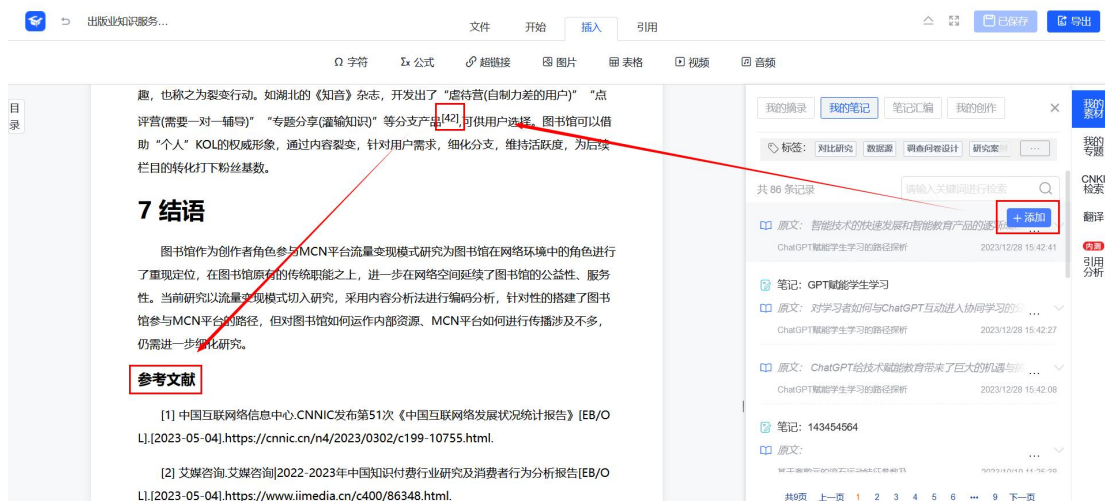 出版业知识服务...
文件 开始 插入 引用
已保存 导出
Ω 字符 Σx 公式 超链接 图片 表格 视频 音频
目录
趣，也称之为裂变行动。如湖北的《知音》杂志，开发出了“虐待营(自制力差的用户)”“点
评营(需要一对一辅导)”“专题分享(灌输知识)”等分支产品[42],可供用户选择。图书馆可以借
助“个人”KOL的权威形象，通过内容裂变，针对用户需求，细化分支，维持活跃度，为后续
栏目的转化打下粉丝基数。
7 结语
图书馆作为创作者角色参与MCN平台流量变现模式研究为图书馆在网络环境中的角色进行
了重现定位，在图书馆原有的传统职能之上，进一步在网络空间延续了图书馆的公益性、服务
性。当前研究以流量变现模式切入研究，采用内容分析法进行编码分析，针对性的搭建了图书
馆参与MCN平台的路径，但对图书馆如何运作内部资源、MCN平台如何进行传播涉及不多，
仍需进一步细化研究。
参考文献
[1] 中国互联网络信息中心.CNNIC发布第51次《中国互联网络发展状况统计报告》[EB/O
L].[2023-05-04].https://cnnic.cn/n4/2023/0302/c199-10755.html.
[2] 艾媒咨询.艾媒咨询|2022-2023年中国知识付费行业研究及消费者行为分析报告[EB/O
L].[2023-05-04].https://www.iimedia.cn/c400/86348.html.
我的摘录 我的笔记 笔记汇编 我的创作 ×
标签： 对比研究 数据源 调查问卷设计 研究案 ...
共 86 条记录 请输入关键词进行检索
+ 添加
原文： 智能技术的快速发展和智能教育产品的逐 ...
ChatGPT赋能学生学习的路径探析 2023/12/28 15:42:41
笔记：GPT赋能学生学习
原文： 对学习者如何与ChatGPT互动进入协同学习的 ...
ChatGPT赋能学生学习的路径探析 2023/12/28 15:42:27
原文： ChatGPT给技术赋能教育带来了巨大的机遇与 ...
ChatGPT赋能学生学习的路径探析 2023/12/28 15:42:08
笔记：143454564
原文： ...
共9页 上一页 1 2 3 4 5 6 ... 9 下一页
我的素材
我的专题
CNKI检索
翻译
内测
引用分析